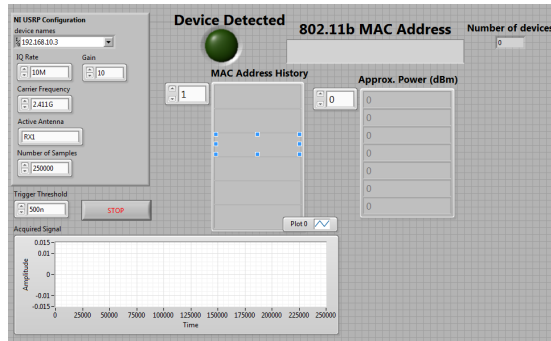 NI USRP Configuration
device names
192.168.10.3
IQ Rate
Gain
10M
10
Carrier Frequency
2.411G
Active Antenna
RX1
Number of Samples
250000
Trigger Threshold
500n
STOP
Device Detected
802.11b MAC Address
Number of devices
0
MAC Address History
1
Approx. Power (dBm)
0
0
0
0
0
0
0
0
Plot 0
Acquired Signal
Amplitude
0.015
0.01
0
-0.01
-0.015
0 25000 50000 75000 100000 125000 150000 175000 200000 225000 250000
Time